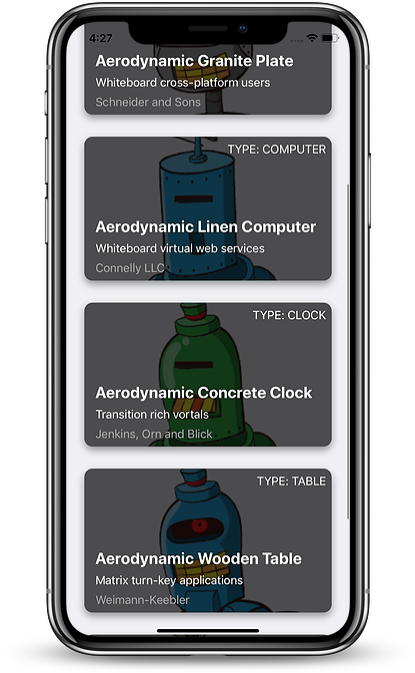 4:27
Aerodynamic Granite Plate
Whiteboard cross-platform users
Schneider and Sons
TYPE: COMPUTER
Aerodynamic Linen Computer
Whiteboard virtual web services
Connelly LLC
TYPE: CLOCK
Aerodynamic Concrete Clock
Transition rich vortals
Jenkins, Orn and Blick
TYPE: TABLE
Aerodynamic Wooden Table
Matrix turn-key applications
Weimann-Keebler